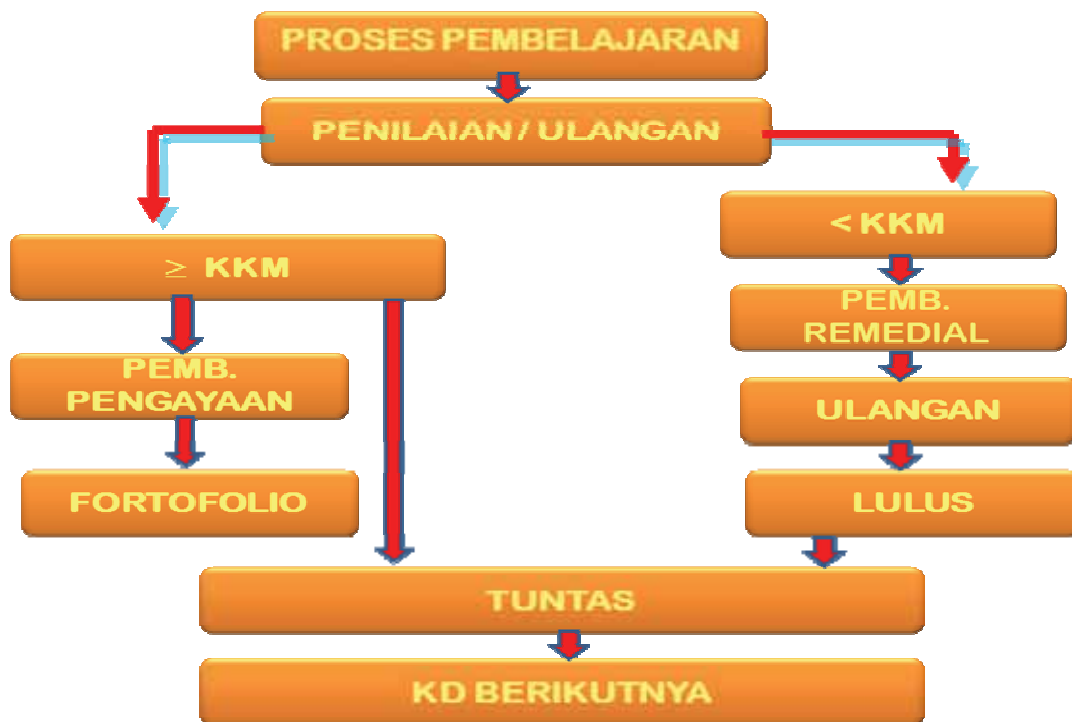 PROSES PEMBELAJARAN
PENILAIAN / ULANGAN
≥ KKM
PEMB.
PENGAYAAN
FORTOFOLIO
< KKM
PEMB.
REMEDIAL
ULANGAN
LULUS
TUNTAS
KD BERIKUTNYA